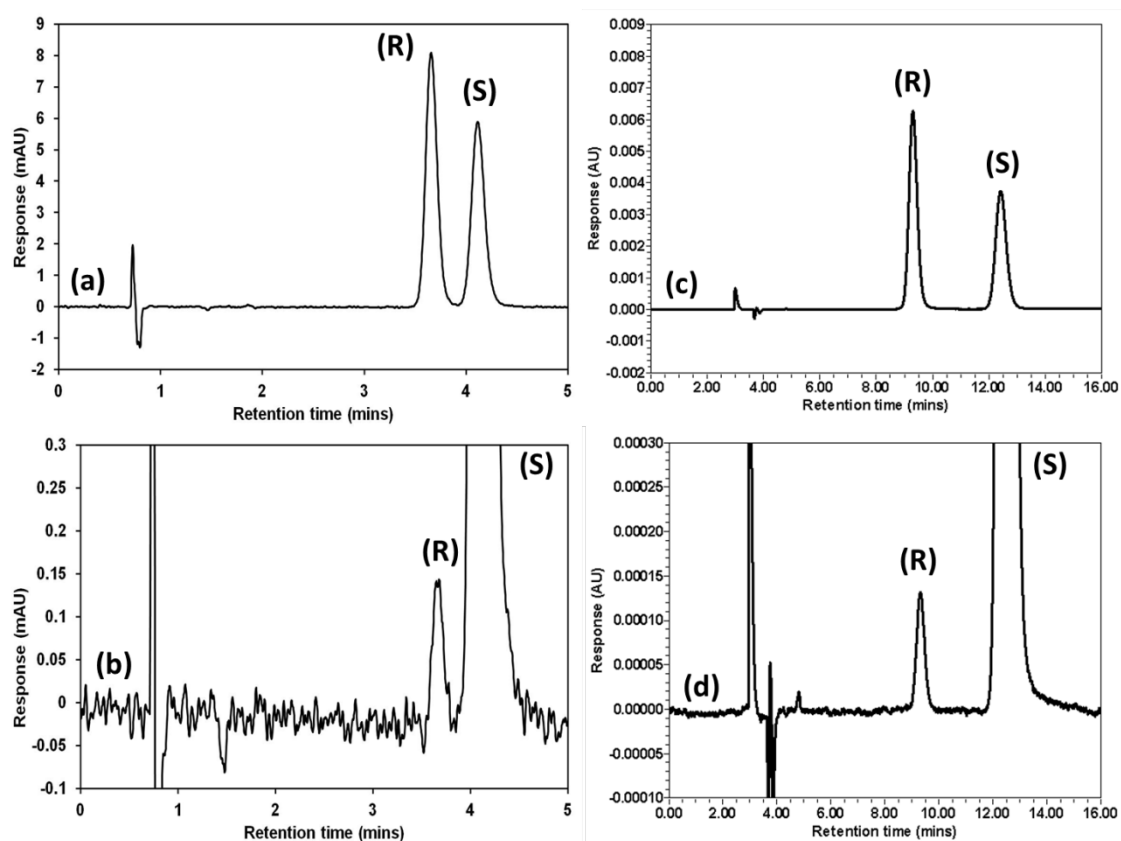 9
8
7
6
5
4
3
2
1
0
-1
-2
Response (mAU)
(R)
(S)
(a)
0 1 2 3 4 5
Retention time (mins)
0.009
0.008
0.007
0.006
0.005
0.004
0.003
0.002
0.001
0.000
-0.001
-0.002
Response (AU)
(R)
(S)
(c)
0.00 2.00 4.00 6.00 8.00 10.00 12.00 14.00 16.00
Retention time (mins)
0.3
0.25
0.2
0.15
0.1
0.05
0
-0.05
-0.1
Response (mAU)
(S)
(R)
(b)
0 1 2 3 4 5
Retention time (mins)
0.00030
0.00025
0.00020
0.00015
0.00010
0.00005
0.00000
-0.00005
-0.00010
Response (AU)
(S)
(R)
(d)
0.00 2.00 4.00 6.00 8.00 10.00 12.00 14.00 16.00
Retention time (mins)